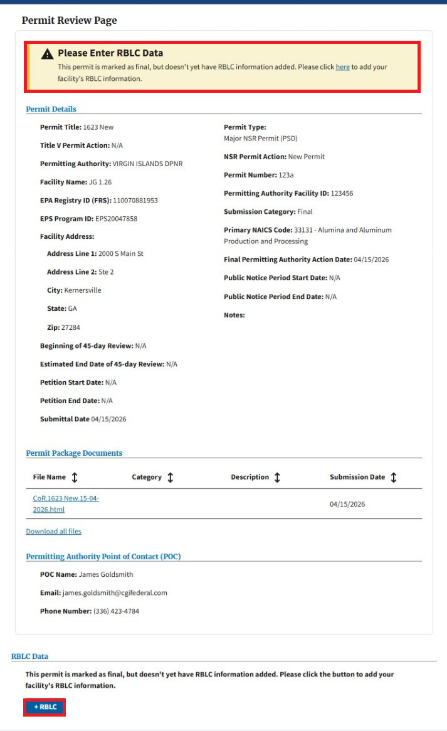 Permit Review Page
Please Enter RBLC Data
This permit is marked as final, but doesn't yet have RBLC information added. Please click here to add your
facility's RBLC information.
Permit Details
Permit Title: 1623 New
Title V Permit Action: N/A
Permitting Authority: VIRGIN ISLANDS DPNR
Facility Name: JG 1.26
EPA Registry ID (FRS): 110070881953
EPS Program ID: EPS20047858
Facility Address:
Address Line 1: 2000 S Main St
Address Line 2: Ste 2
City: Kernersville
State: GA
Zip: 27284
Beginning of 45-day Review: N/A
Estimated End Date of 45-day Review: N/A
Petition Start Date: N/A
Petition End Date: N/A
Submittal Date 04/15/2026
Permit Type:
Major NSR Permit (PSD)
NSR Permit Action: New Permit
Permit Number: 123a
Permitting Authority Facility ID: 123456
Submission Category: Final
Primary NAICS Code: 33131 - Alumina and Aluminum
Production and Processing
Final Permitting Authority Action Date: 04/15/2026
Public Notice Period Start Date: N/A
Public Notice Period End Date: N/A
Notes:
Permit Package Documents
File Name Category Description Submission Date
CoR.1623 New.15-04-
2026.html
04/15/2026
Download all files
Permitting Authority Point of Contact (POC)
POC Name: James Goldsmith
Email: james.goldsmith@cgifederal.com
Phone Number: (336) 423-4784
RBLC Data
This permit is marked as final, but doesn't yet have RBLC information added. Please click the button to add your
facility's RBLC information.
+ RBLC